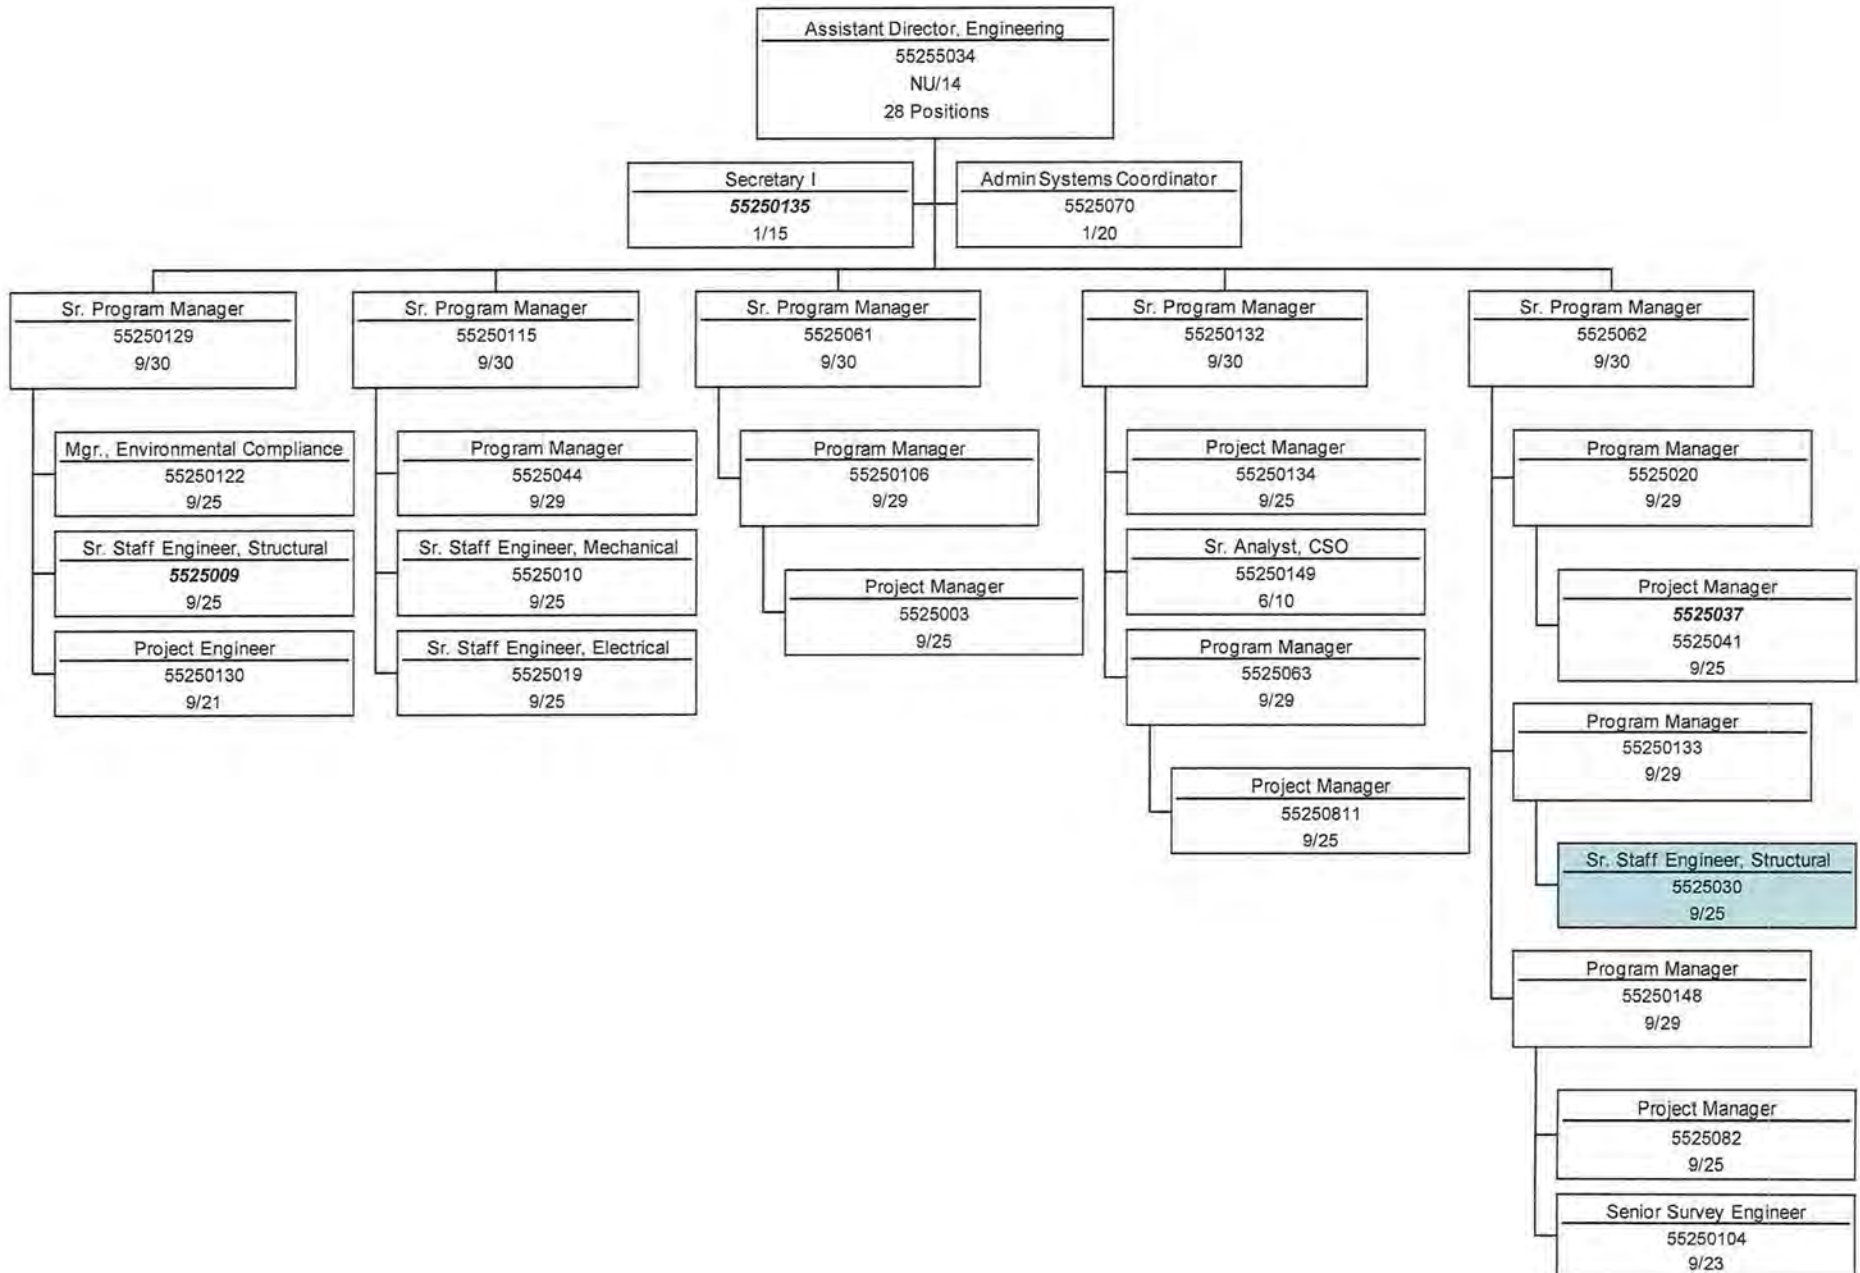 Assistant Director, Engineering
55255034
NU/14
28 Positions
Secretary I
55250135
1/15
Admin Systems Coordinator
5525070
1/20
Sr. Program Manager
55250129
9/30
Mgr., Environmental Compliance
55250122
9/25
Sr. Staff Engineer, Structural
5525009
9/25
Project Engineer
55250130
9/21
Sr. Program Manager
55250115
9/30
Program Manager
5525044
9/29
Sr. Staff Engineer, Mechanical
5525010
9/25
Sr. Staff Engineer, Electrical
5525019
9/25
Sr. Program Manager
5525061
9/30
Program Manager
55250106
9/29
Project Manager
5525003
9/25
Sr. Program Manager
55250132
9/30
Project Manager
55250134
9/25
Sr. Analyst, CSO
55250149
6/10
Program Manager
5525063
9/29
Project Manager
55250811
9/25
Sr. Program Manager
5525062
9/30
Program Manager
5525020
9/29
Project Manager
5525037
5525041
9/25
Program Manager
55250133
9/29
Sr. Staff Engineer, Structural
5525030
9/25
Program Manager
55250148
9/29
Project Manager
5525082
9/25
Senior Survey Engineer
55250104
9/23